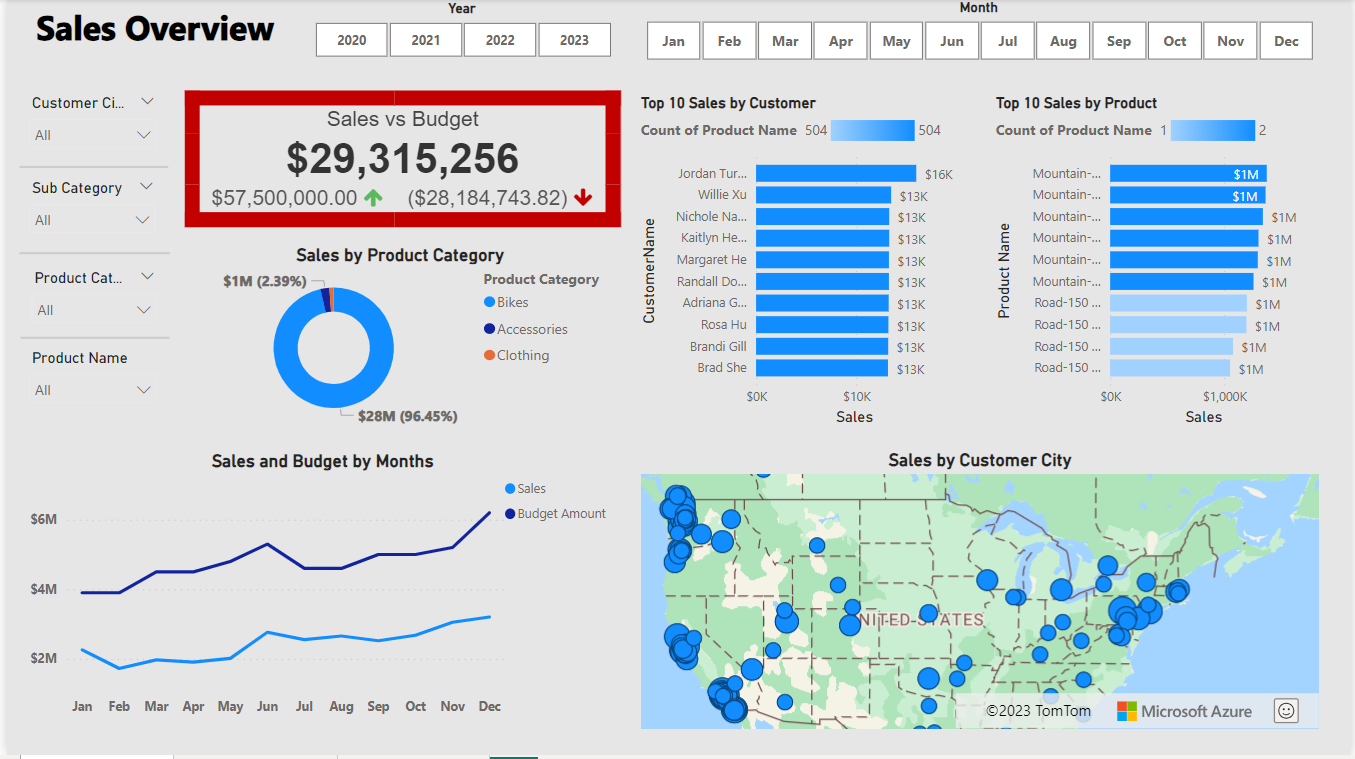 Sales Overview
Year
2020 2021 2022 2023
Month
Jan Feb Mar Apr May Jun Jul Aug Sep Oct Nov Dec
Customer Ci...
All
Sub Category
All
Product Cat...
All
Product Name
All
Sales vs Budget
$29,315,256
$57,500,000.00 ($28,184,743.82)
Sales by Product Category
$1M (2.39%)
$28M (96.45%)
Product Category
Bikes
Accessories
Clothing
Top 10 Sales by Customer
Count of Product Name 504 504
CustomerName
Jordan Tur... $16K
Willie Xu $13K
Nichole Na... $13K
Kaitlyn He... $13K
Margaret He $13K
Randall Do... $13K
Adriana G... $13K
Rosa Hu $13K
Brandi Gill $13K
Brad She $13K
$0K $10K
Sales
Top 10 Sales by Product
Count of Product Name 1 2
Product Name
Mountain-... $1M
Mountain-... $1M
Mountain-... $1M
Mountain-... $1M
Mountain-... $1M
Mountain-... $1M
Road-150 ... $1M
Road-150 ... $1M
Road-150 ... $1M
Road-150 ... $1M
$0K $1,000K
Sales
Sales and Budget by Months
Sales
Budget Amount
$6M
$4M
$2M
Jan Feb Mar Apr May Jun Jul Aug Sep Oct Nov Dec
Sales by Customer City
UNITED STATES
©2023 TomTom Microsoft Azure